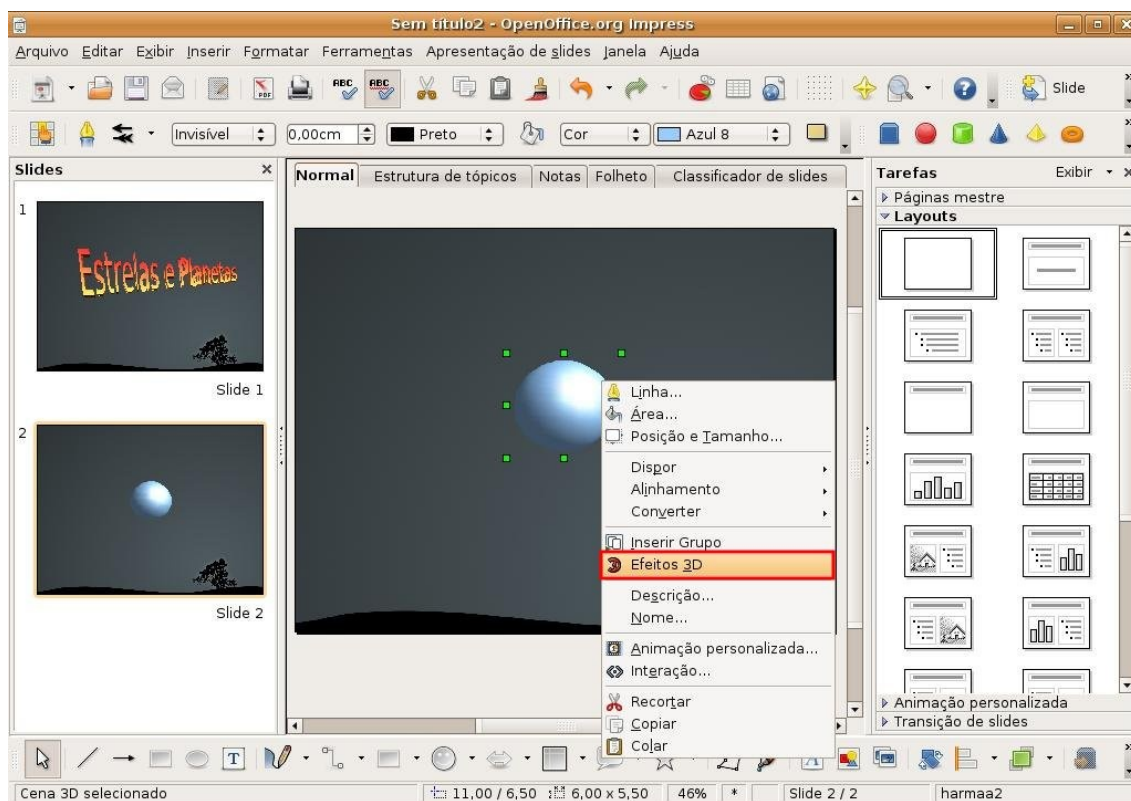 Sem título2 - OpenOffice.org Impress
Arquivo Editar Exibir Inserir Formatar Ferramentas Apresentação de slides Janela Ajuda
PDF ABC ABC Slide
Invisível 0,00cm Preto Cor Azul 8
Slides
1
Estrelas e Planetas
Slide 1
2
Slide 2
Normal Estrutura de tópicos Notas Folheto Classificador de slides
Linha...
Área...
Posição e Tamanho...
Dispor
Alinhamento
Converter
Inserir Grupo
Efeitos 3D
Descrição...
Nome...
Animação personalizada...
Interação...
Recortar
Copiar
Colar
Tarefas Exibir
Páginas mestre
Layouts
Animação personalizada
Transição de slides
T A
Cena 3D selecionado 11,00 / 6,50 6,00 x 5,50 46% * Slide 2 / 2 harmaa2